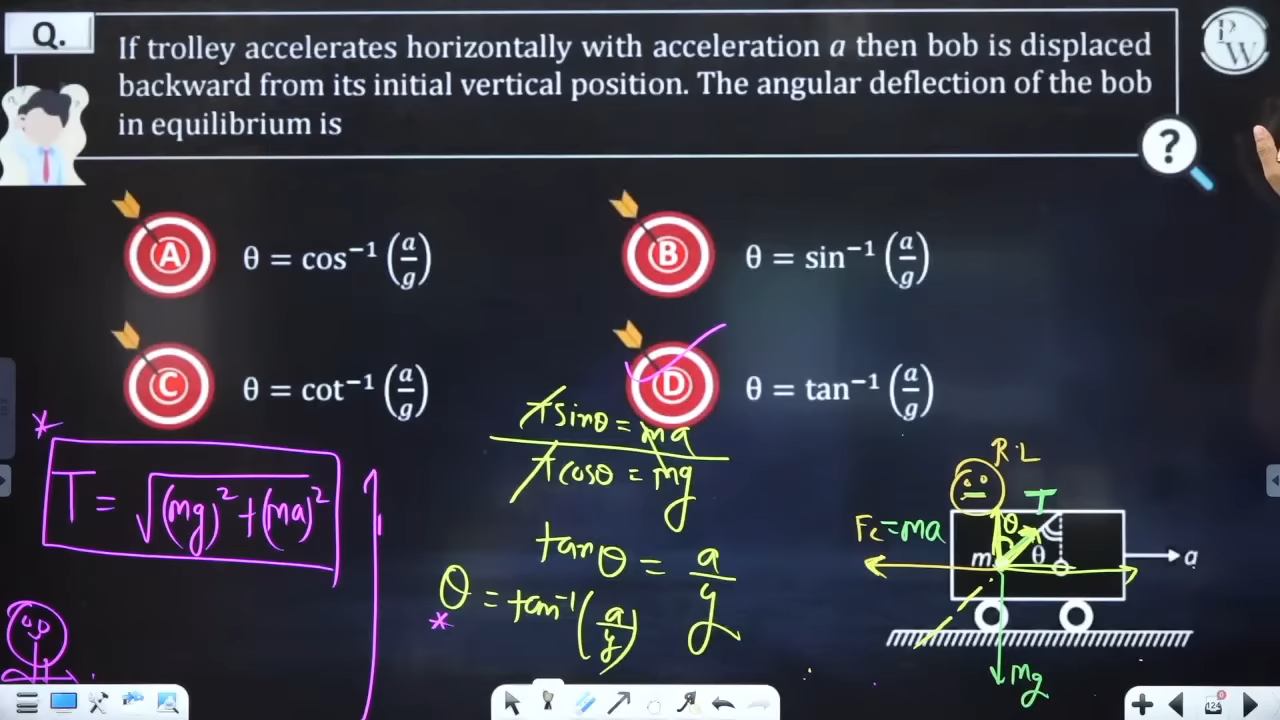 Q.
If trolley accelerates horizontally with acceleration a then bob is displaced
backward from its initial vertical position. The angular deflection of the bob
in equilibrium is
P
W
?
A θ = cos⁻¹ (a/g)
B θ = sin⁻¹ (a/g)
C θ = cot⁻¹ (a/g)
D θ = tan⁻¹ (a/g)
* T = √(mg)² + (ma)²
T sinθ = ma
T cosθ = mg
tanθ = a/g
θ = tan⁻¹ (a/g)
*
R.L
T
Fc = ma
θ
m
θ
a
Mg
124